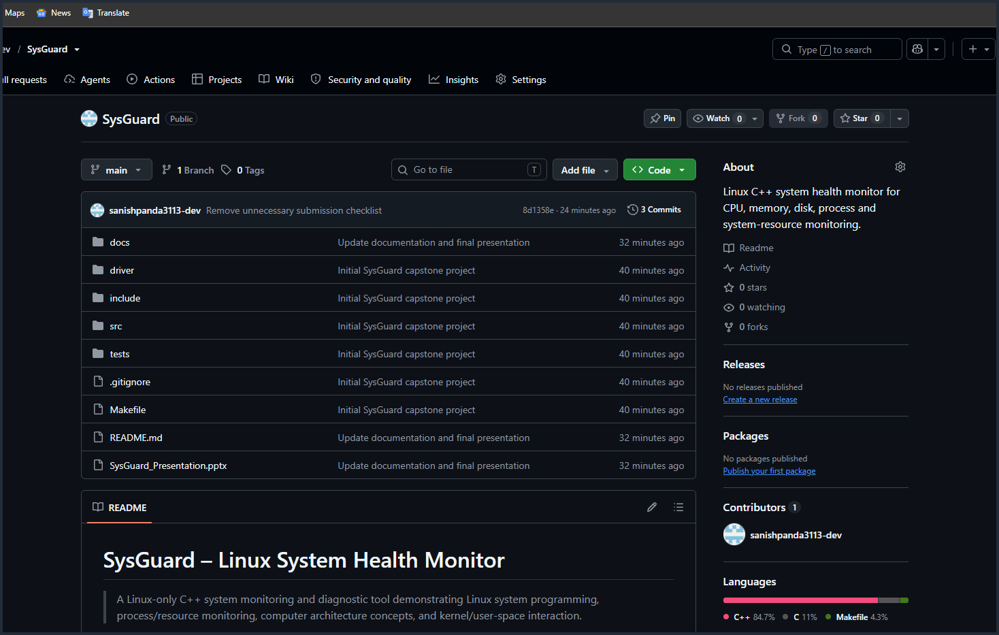 Maps News Translate
ev / SysGuard
Type / to search
ll requests Agents Actions Projects Wiki Security and quality Insights Settings
SysGuard Public
Pin Watch 0 Fork 0 Star 0
main 1 Branch 0 Tags
Go to file T Add file Code
sanishpanda3113-dev Remove unnecessary submission checklist 8d1358e · 24 minutes ago 3 Commits
docs Update documentation and final presentation 32 minutes ago
driver Initial SysGuard capstone project 40 minutes ago
include Initial SysGuard capstone project 40 minutes ago
src Initial SysGuard capstone project 40 minutes ago
tests Initial SysGuard capstone project 40 minutes ago
.gitignore Initial SysGuard capstone project 40 minutes ago
Makefile Initial SysGuard capstone project 40 minutes ago
README.md Update documentation and final presentation 32 minutes ago
SysGuard_Presentation.pptx Update documentation and final presentation 32 minutes ago
README
SysGuard – Linux System Health Monitor
A Linux-only C++ system monitoring and diagnostic tool demonstrating Linux system programming,
process/resource monitoring, computer architecture concepts, and kernel/user-space interaction.
About
Linux C++ system health monitor for
CPU, memory, disk, process and
system-resource monitoring.
Readme
Activity
0 stars
0 watching
0 forks
Releases
No releases published
Create a new release
Packages
No packages published
Publish your first package
Contributors 1
sanishpanda3113-dev
Languages
C++ 84.7% C 11% Makefile 4.3%